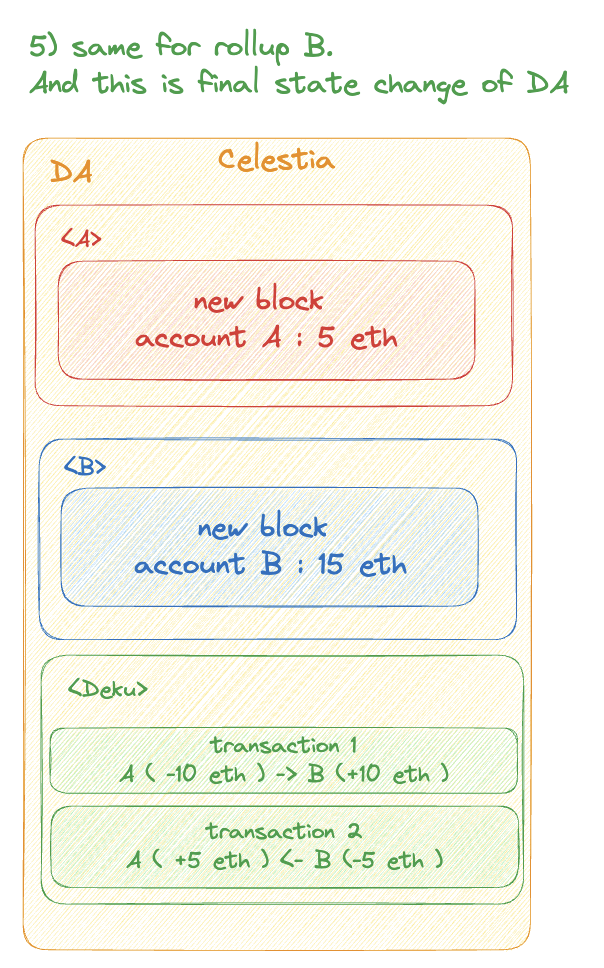 5) same for rollup B.
And this is final state change of DA
Celestia
DA
<A>
new block
account A : 5 eth
<B>
new block
account B : 15 eth
<Deku>
transaction 1
A ( -10 eth ) -> B (+10 eth )
transaction 2
A ( +5 eth ) <- B (-5 eth )